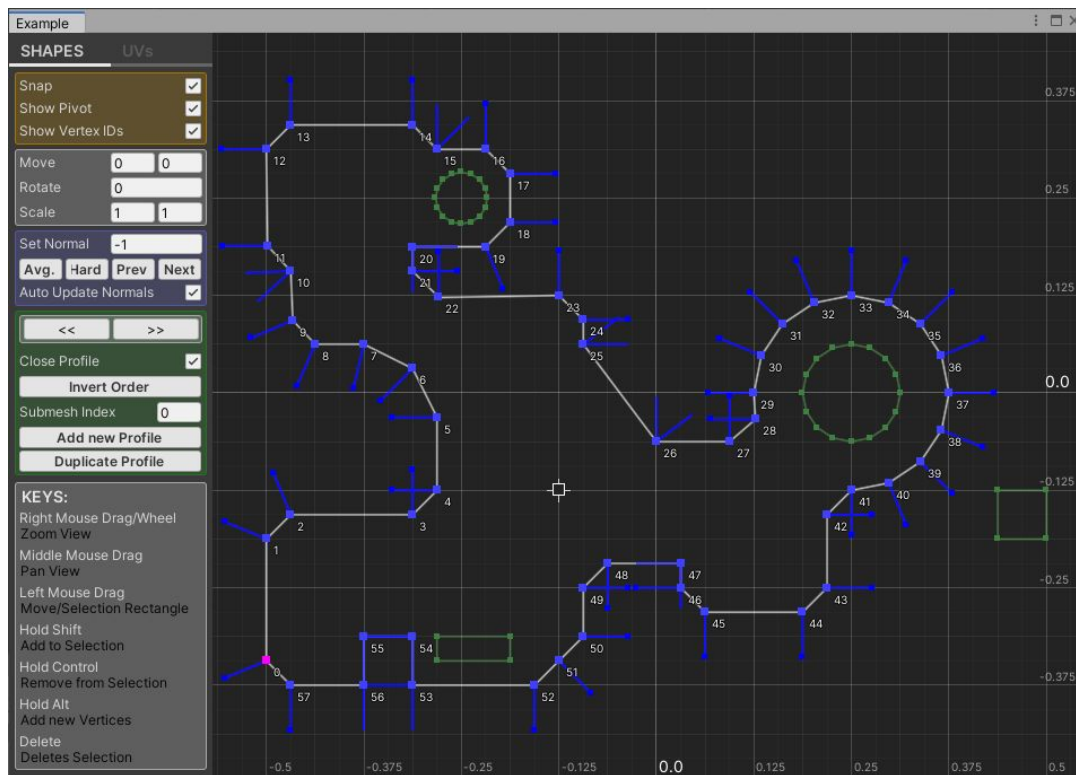 Example
SHAPES UVs
Snap
Show Pivot
Show Vertex IDs
Move 0 0
Rotate 0
Scale 1 1
Set Normal -1
Avg. Hard Prev Next
Auto Update Normals
<< >>
Close Profile
Invert Order
Submesh Index 0
Add new Profile
Duplicate Profile
KEYS:
Right Mouse Drag/Wheel
Zoom View
Middle Mouse Drag
Pan View
Left Mouse Drag
Move/Selection Rectangle
Hold Shift
Add to Selection
Hold Control
Remove from Selection
Hold Alt
Add new Vertices
Delete
Deletes Selection
0.375
13 14
12 15 16
17
0.25
18
11 20 19
10 21
22 23
0.125
9 24
8 7 25
32 33 34
31 35
30 36
6
0.0
29 37
5
28
26 27
38
39
4 41 40
-0.125
2 3 42
1
48 47
-0.25
49 46 43
45 44
55 54 50
0 51
-0.375
57 56 53 52
-0.5 -0.375 -0.25 -0.125 0.0 0.125 0.25 0.375 0.5